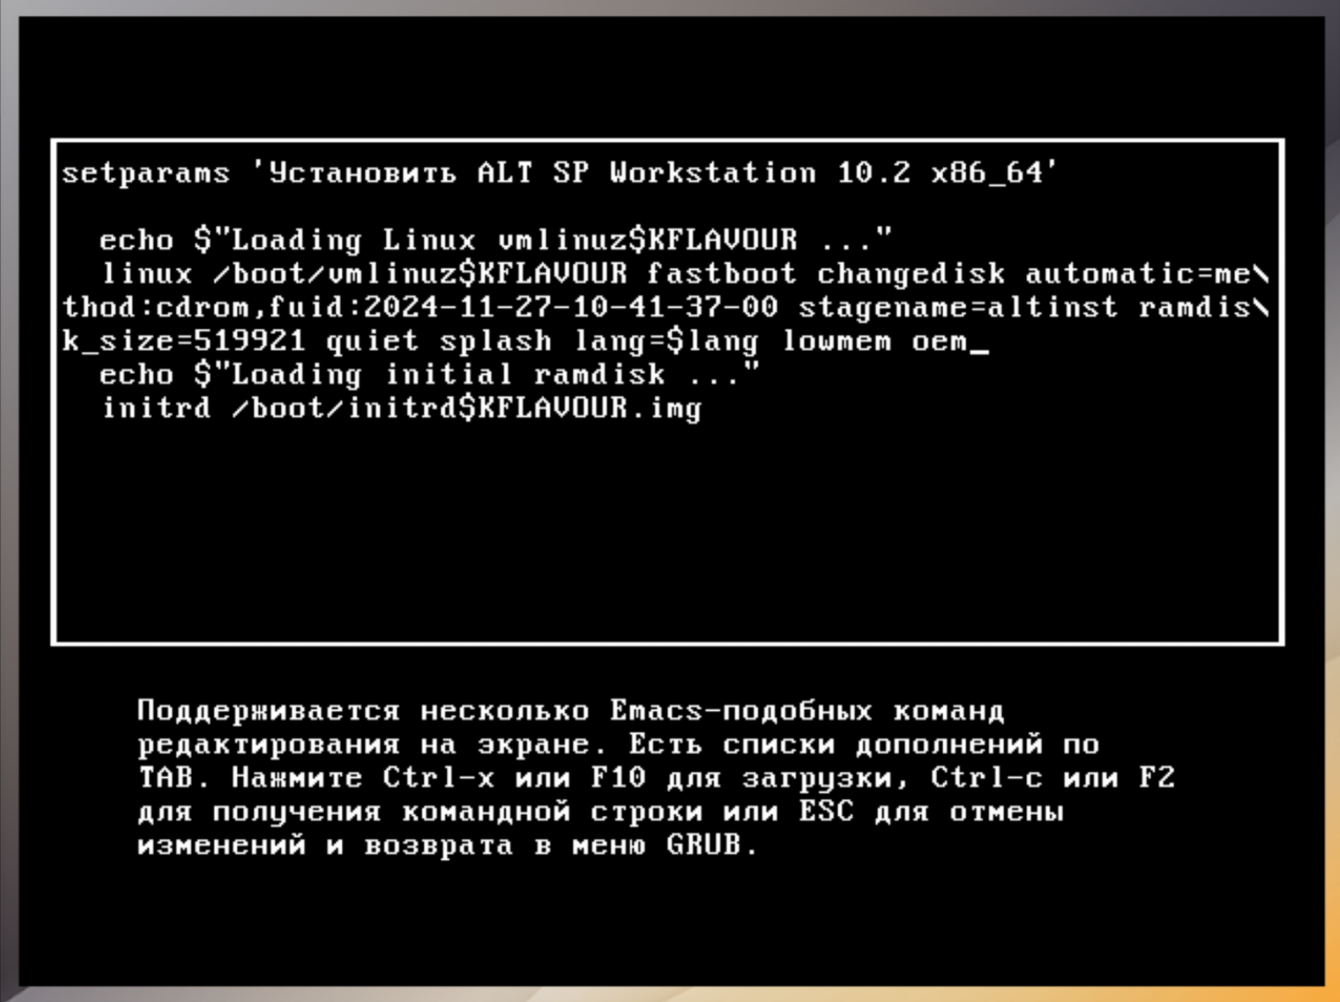 setparams 'Установить ALT SP Workstation 10.2 x86_64'
echo $"Loading Linux vmlinuz$KFLAVOUR ..."
linux /boot/vmlinuz$KFLAVOUR fastboot changedisk automatic=me\
thod:cdrom,fuid:2024-11-27-10-41-37-00 stagename=altinst ramdis\
k_size=519921 quiet splash lang=$lang lowmem oem_
echo $"Loading initial ramdisk ..."
initrd /boot/initrd$KFLAVOUR.img
Поддерживается несколько Emacs-подобных команд
редактирования на экране. Есть списки дополнений по
TAB. Нажмите Ctrl-x или F10 для загрузки, Ctrl-c или F2
для получения командной строки или ESC для отмены
изменений и возврата в меню GRUB.